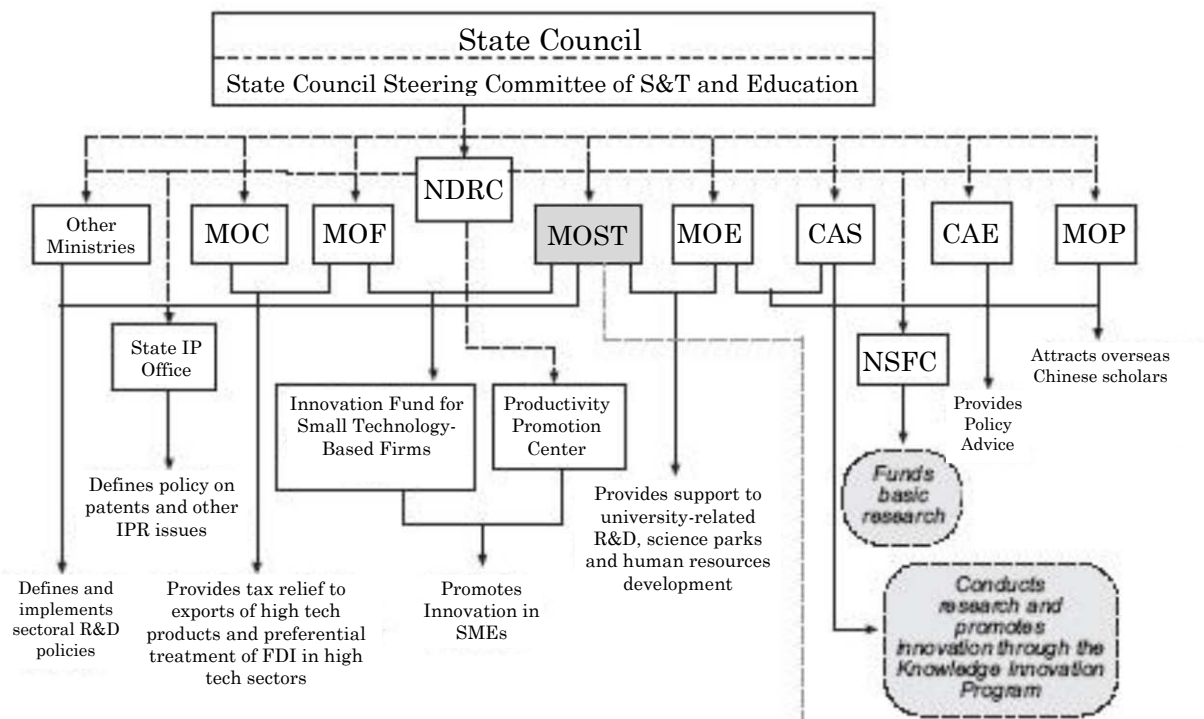 State Council
State Council Steering Committee of S&T and Education
NDRC
Other
Ministries
MOC
MOF
MOST
MOE
CAS
CAE
MOP
State IP
Office
NSFC
Attracts overseas
Chinese scholars
Innovation Fund for
Small Technology-
Based Firms
Productivity
Promotion
Center
Provides
Policy
Advice
Defines policy on
patents and other
IPR issues
Provides support to
university-related
R&D, science parks
and human resources
development
Funds
basic
research
Defines and
implements
sectoral R&D
policies
Provides tax relief to
exports of high tech
products and preferential
treatment of FDI in high
tech sectors
Promotes
Innovation in
SMEs
Conducts
research and
promotes
innovation through the
Knowledge Innovation
Program